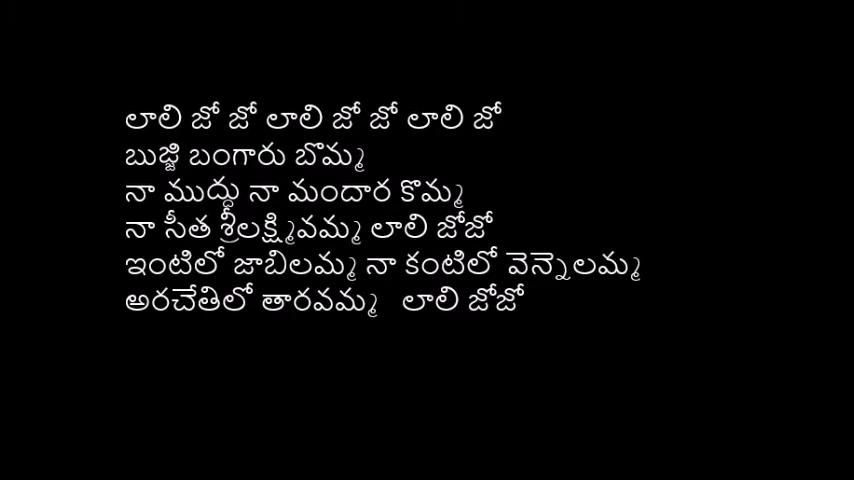 లాలి జో జో లాలి జో జో లాలి జో
బుజ్జి బంగారు బొమ్మ
నా ముద్దు నా మందార కొమ్మ
నా సీత శ్రీలక్ష్మివమ్మ లాలి జోజో
ఇంటిలో జాబిలమ్మ నా కంటిలో వెన్నెలమ్మ
అరచేతిలో తారవమ్మ లాలి జోజో